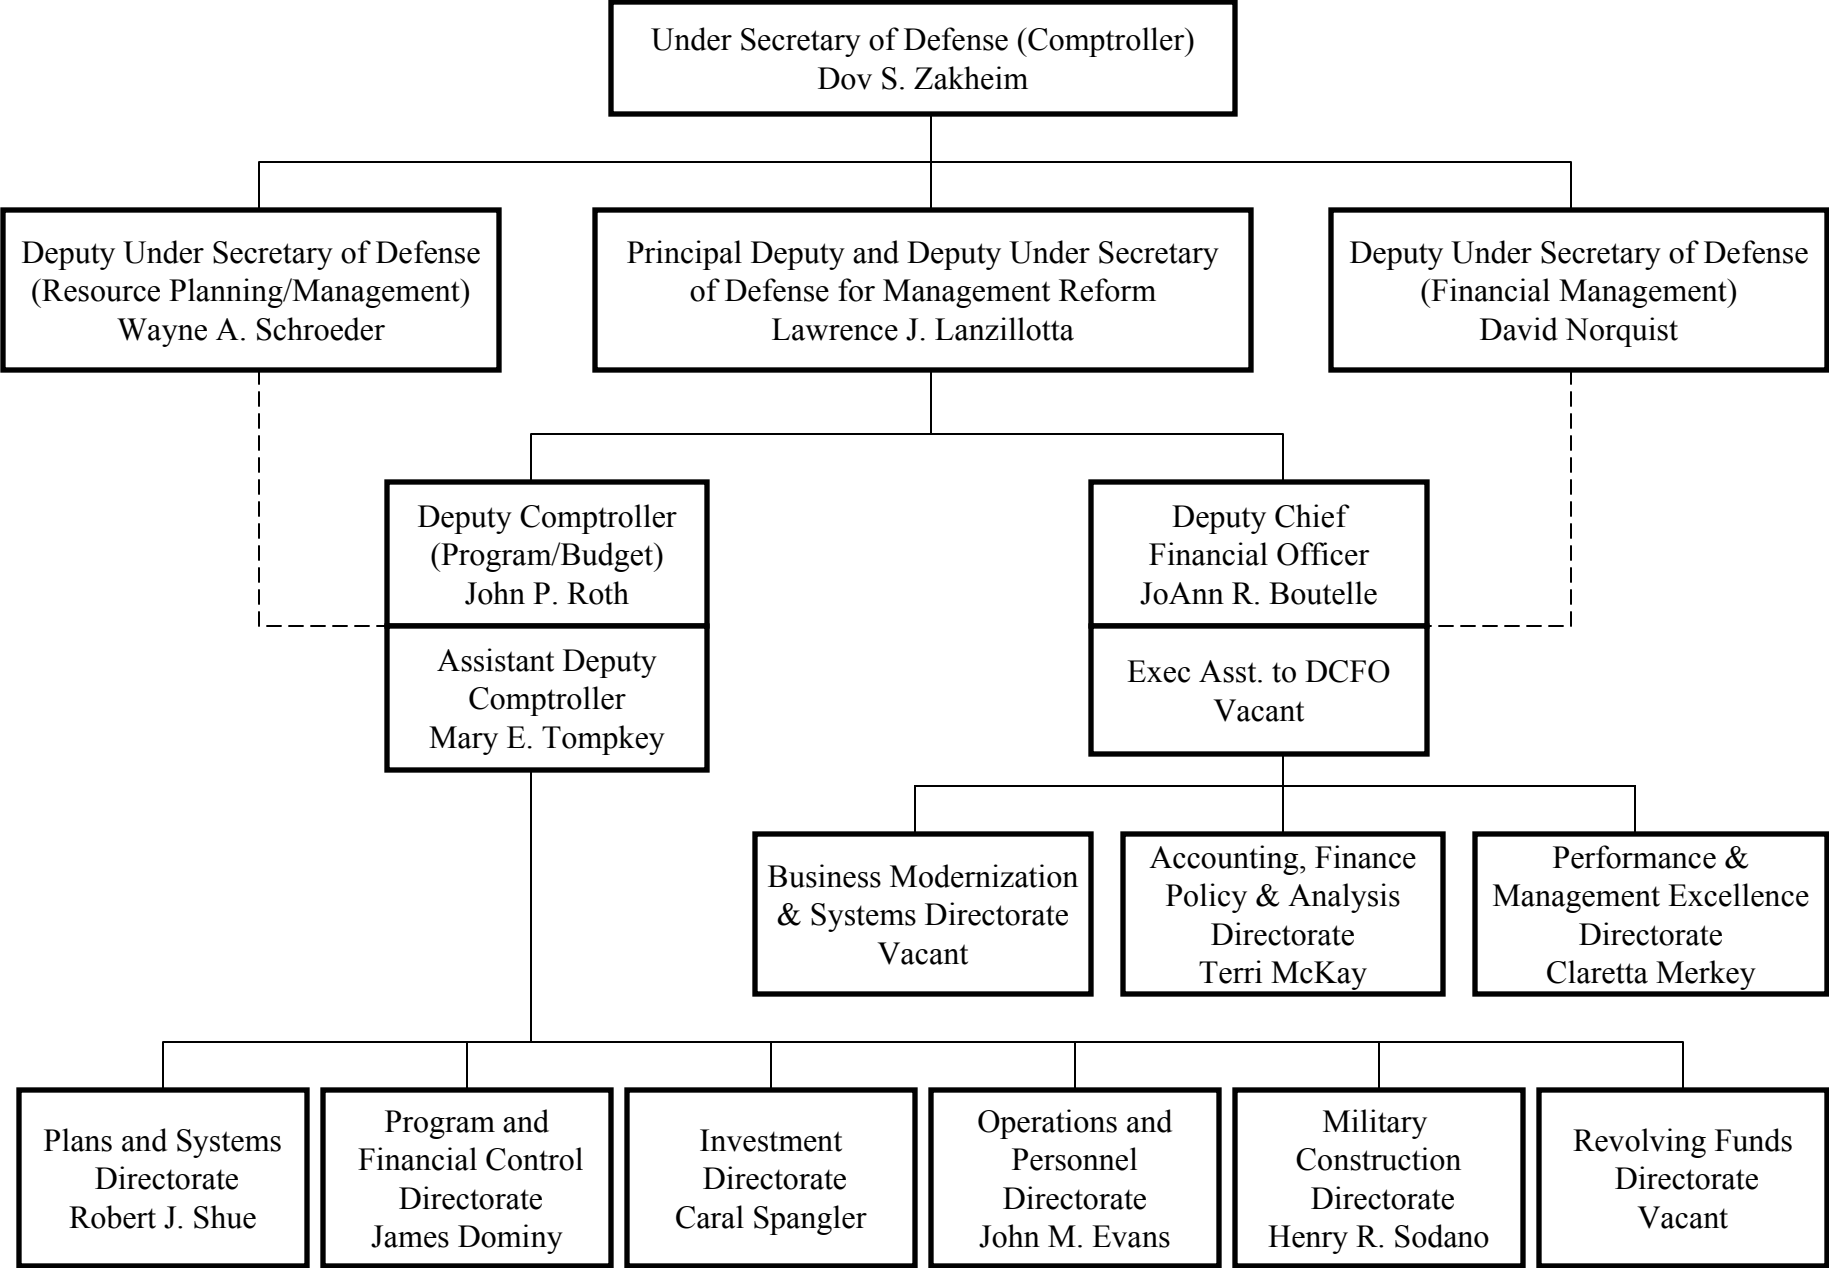 Under Secretary of Defense (Comptroller)
Dov S. Zakheim
Deputy Under Secretary of Defense
(Resource Planning/Management)
Wayne A. Schroeder
Principal Deputy and Deputy Under Secretary
of Defense for Management Reform
Lawrence J. Lanzillotta
Deputy Under Secretary of Defense
(Financial Management)
David Norquist
Deputy Comptroller
(Program/Budget)
John P. Roth
Assistant Deputy
Comptroller
Mary E. Tompkey
Deputy Chief
Financial Officer
JoAnn R. Boutelle
Exec Asst. to DCFO
Vacant
Business Modernization
& Systems Directorate
Vacant
Accounting, Finance
Policy & Analysis
Directorate
Terri McKay
Performance &
Management Excellence
Directorate
Claretta Merkey
Plans and Systems
Directorate
Robert J. Shue
Program and
Financial Control
Directorate
James Dominy
Investment
Directorate
Caral Spangler
Operations and
Personnel
Directorate
John M. Evans
Military
Construction
Directorate
Henry R. Sodano
Revolving Funds
Directorate
Vacant